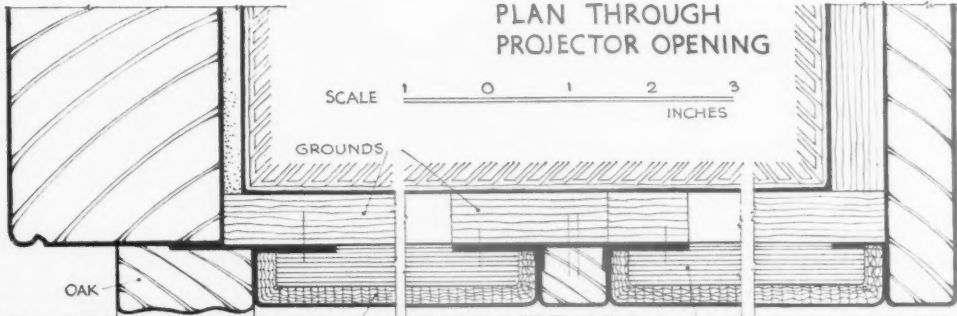 PLAN THROUGH
PROJECTOR OPENING
SCALE 1 0 1 2 3
INCHES
GROUNDS
OAK